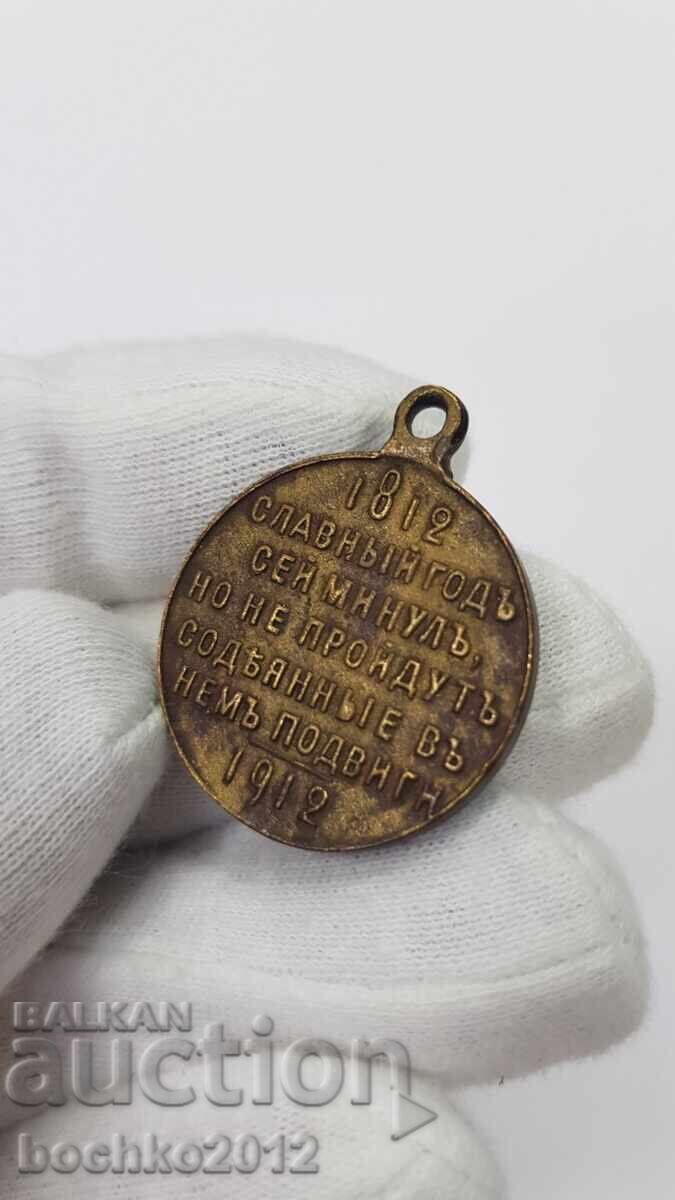 1812
СЛАВНЫЙ ГОДЪ
СЕЙ МИНУЛЪ,
НО НЕ ПРОЙДУТЪ
СОДѢЯННЫЕ ВЪ
НЕМЪ ПОДВИГИ
1912
BALKAN
auction
bochko2012